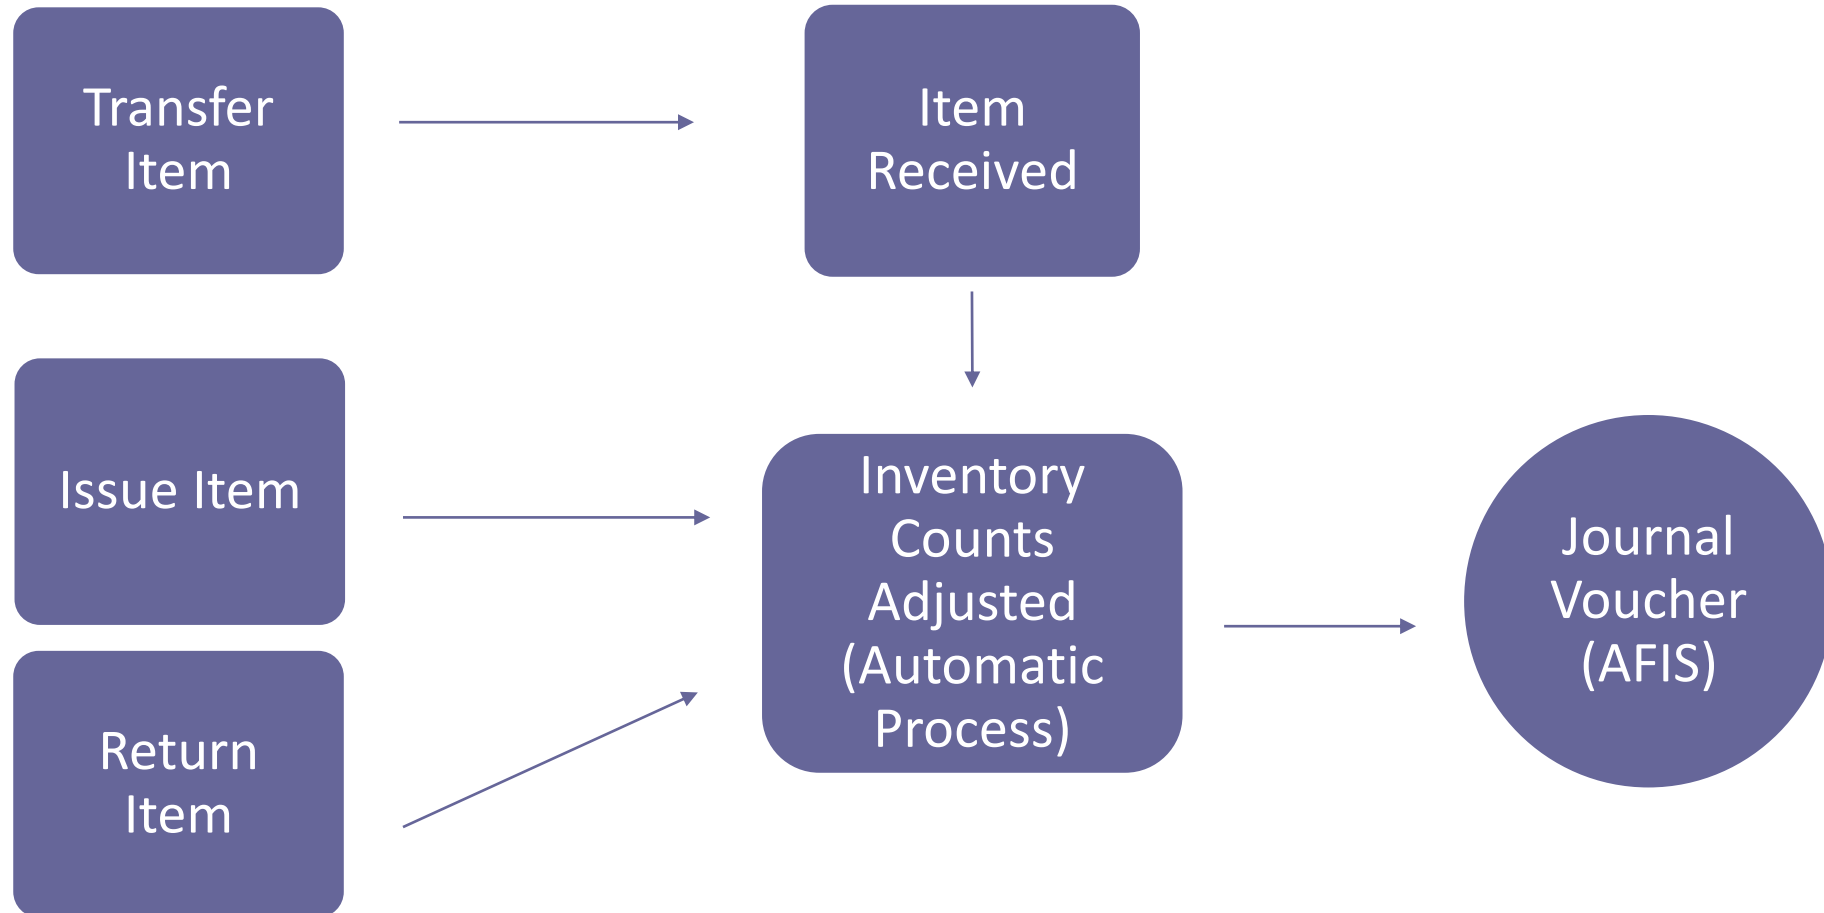 Transfer
Item
Item
Received
Issue Item
Inventory
Counts
Adjusted
(Automatic
Process)
Journal
Voucher
(AFIS)
Return
Item